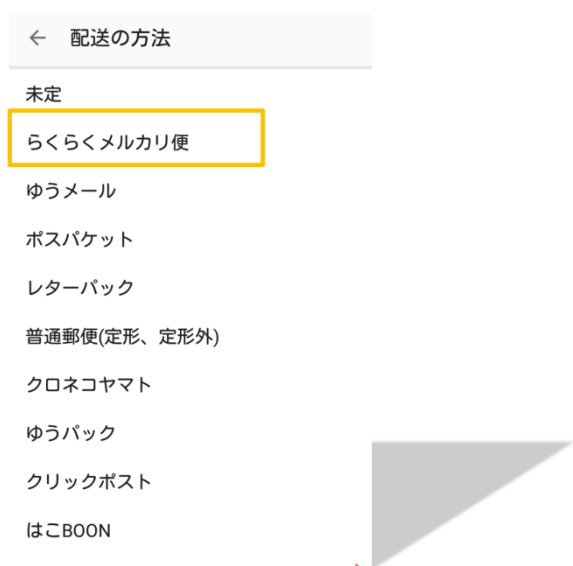 ← 配送の方法
未定
らくらくメルカリ便
ゆうメール
ポスパケット
レターパック
普通郵便(定形、定形外)
クロネコヤマト
ゆうパック
クリックポスト
はこBOON